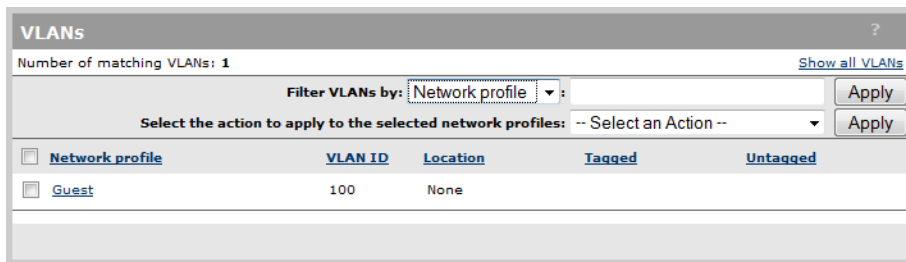 VLANs ?
Number of matching VLANs: 1 Show all VLANs
Filter VLANs by: Network profile : Apply
Select the action to apply to the selected network profiles: -- Select an Action -- Apply
Network profile VLAN ID Location Tagged Untagged
Guest 100 None